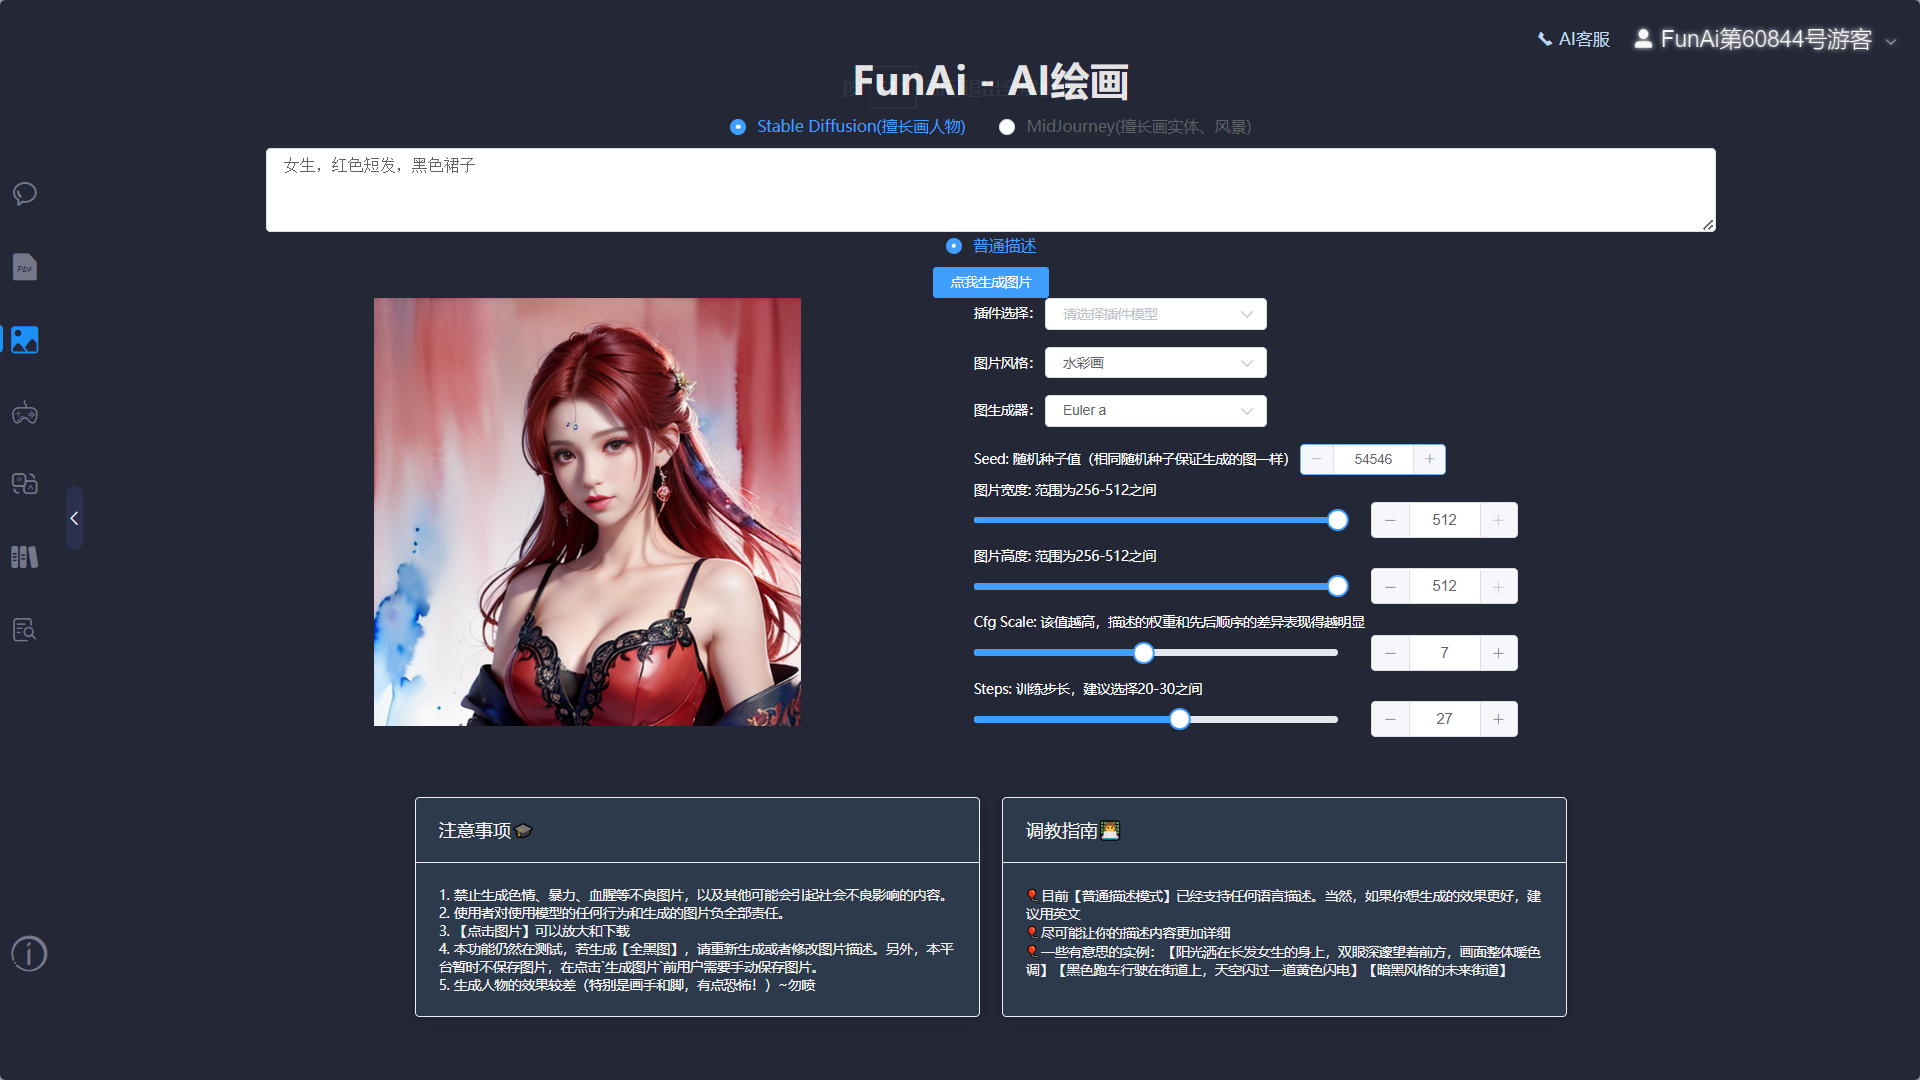 AI客服
FunAi第60844号游客
FunAi - AI绘画
Stable Diffusion(擅长画人物)
MidJourney(擅长画实体、风景)
女生，红色短发，黑色裙子
普通描述
点我生成图片
插件选择：
请选择插件模型
图片风格：
水彩画
图生成器：
Euler a
Seed: 随机种子值（相同随机种子保证生成的图一样）
54546
图片宽度: 范围为256-512之间
512
图片高度: 范围为256-512之间
512
Cfg Scale: 该值越高，描述的权重和先后顺序的差异表现得越明显
7
Steps: 训练步长，建议选择20-30之间
27
PDF
注意事项
1. 禁止生成色情、暴力、血腥等不良图片，以及其他可能会引起社会不良影响的内容。
2. 使用者对使用模型的任何行为和生成的图片负全部责任。
3. 【点击图片】可以放大和下载
4. 本功能仍然在测试，若生成【全黑图】，请重新生成或者修改图片描述。另外，本平
台暂时不保存图片，在点击`生成图片`前用户需要手动保存图片。
5. 生成人物的效果较差（特别是画手和脚，有点恐怖！）~勿喷
调教指南
目前【普通描述模式】已经支持任何语言描述。当然，如果你想生成的效果更好，建
议用英文
尽可能让你的描述内容更加详细
一些有意思的实例：【阳光洒在长发女生的身上，双眼深邃望着前方，画面整体暖色
调】【黑色跑车行驶在街道上，天空闪过一道黄色闪电】【暗黑风格的未来街道】